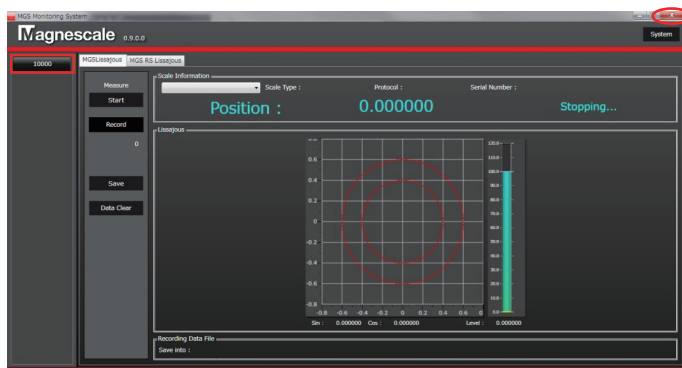 MGS Monitoring System
Magnescale 0.9.0.0
System
10000
MGSLissajous MGS RS Lissajous
Measure
Start
Record
0
Save
Data Clear
Scale Information
Scale Type : Protocol : Serial Number :
Position : 0.000000 Stopping...
Lissajous
0.6
0.4
0.2
0
-0.2
-0.4
-0.6
-0.8
-0.8 -0.6 -0.4 -0.2 0 0.2 0.4 0.6 0
120.0
110.0
100.0
90.0
80.0
70.0
60.0
50.0
40.0
30.0
20.0
10.0
0.0
Sin : 0.000000 Cos : 0.000000 Level : 0.000000
Recording Data File
Save into :